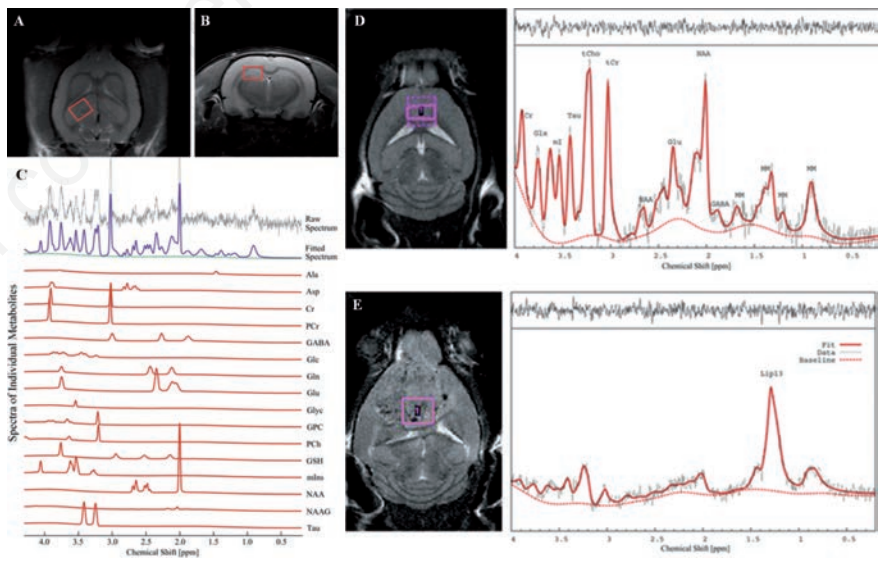 A
B
C
Raw
Spectrum
Fitted
Spectrum
Ala
Asp
Cr
PCr
GABA
Glc
Gln
Glu
Glyc
GPC
PCh
GSH
mIns
NAA
NAAG
Tau
Spectra of Individual Metabolites
4.0 3.5 3.0 2.5 2.0 1.5 1.0 0.5
Chemical Shift [ppm]
D
tCho
tCr
NAA
Cr
Glx
mI
Tau
Glu
NAA
GABA
MM
MM
MM
MM
4 3.5 3 2.5 2 1.5 1 0.5
Chemical Shift [ppm]
E
Fit
Data
Baseline
Lip13
4 3.5 3 2.5 2 1.5 1 0.5
Chemical Shift [ppm]